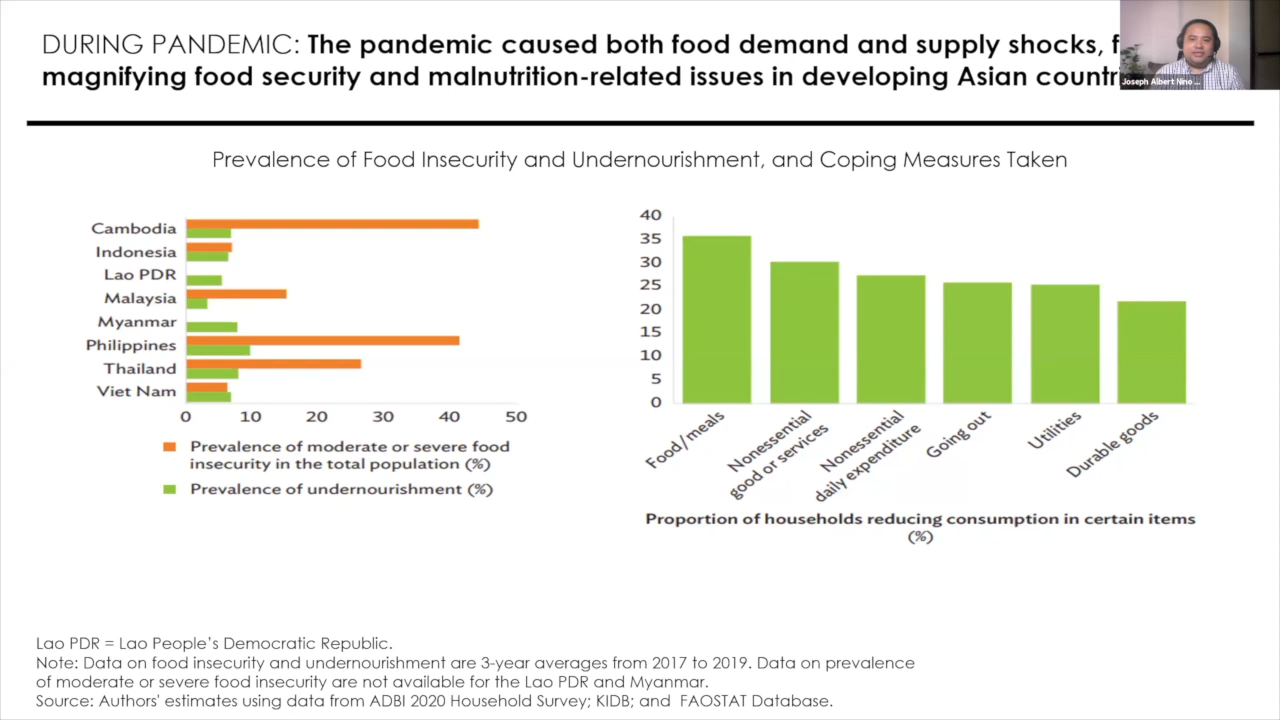 DURING PANDEMIC: The pandemic caused both food demand and supply shocks,
magnifying food security and malnutrition-related issues in developing Asian
Joseph Albert Nino ...
Prevalence of Food Insecurity and Undernourishment, and Coping Measures Taken
Cambodia
Indonesia
Lao PDR
Malaysia
Myanmar
Philippines
Thailand
Viet Nam
0 10 20 30 40 50
Prevalence of moderate or severe food
insecurity in the total population (%)
Prevalence of undernourishment (%)
40
35
30
25
20
15
10
5
0
Food/meals
Nonessential
good or services
Nonessential
daily expenditure
Going out
Utilities
Durable goods
Proportion of households reducing consumption in certain items
(%)
Lao PDR = Lao People's Democratic Republic.
Note: Data on food insecurity and undernourishment are 3-year averages from 2017 to 2019. Data on prevalence
of moderate or severe food insecurity are not available for the Lao PDR and Myanmar.
Source: Authors' estimates using data from ADBI 2020 Household Survey; KIDB; and FAOSTAT Database.